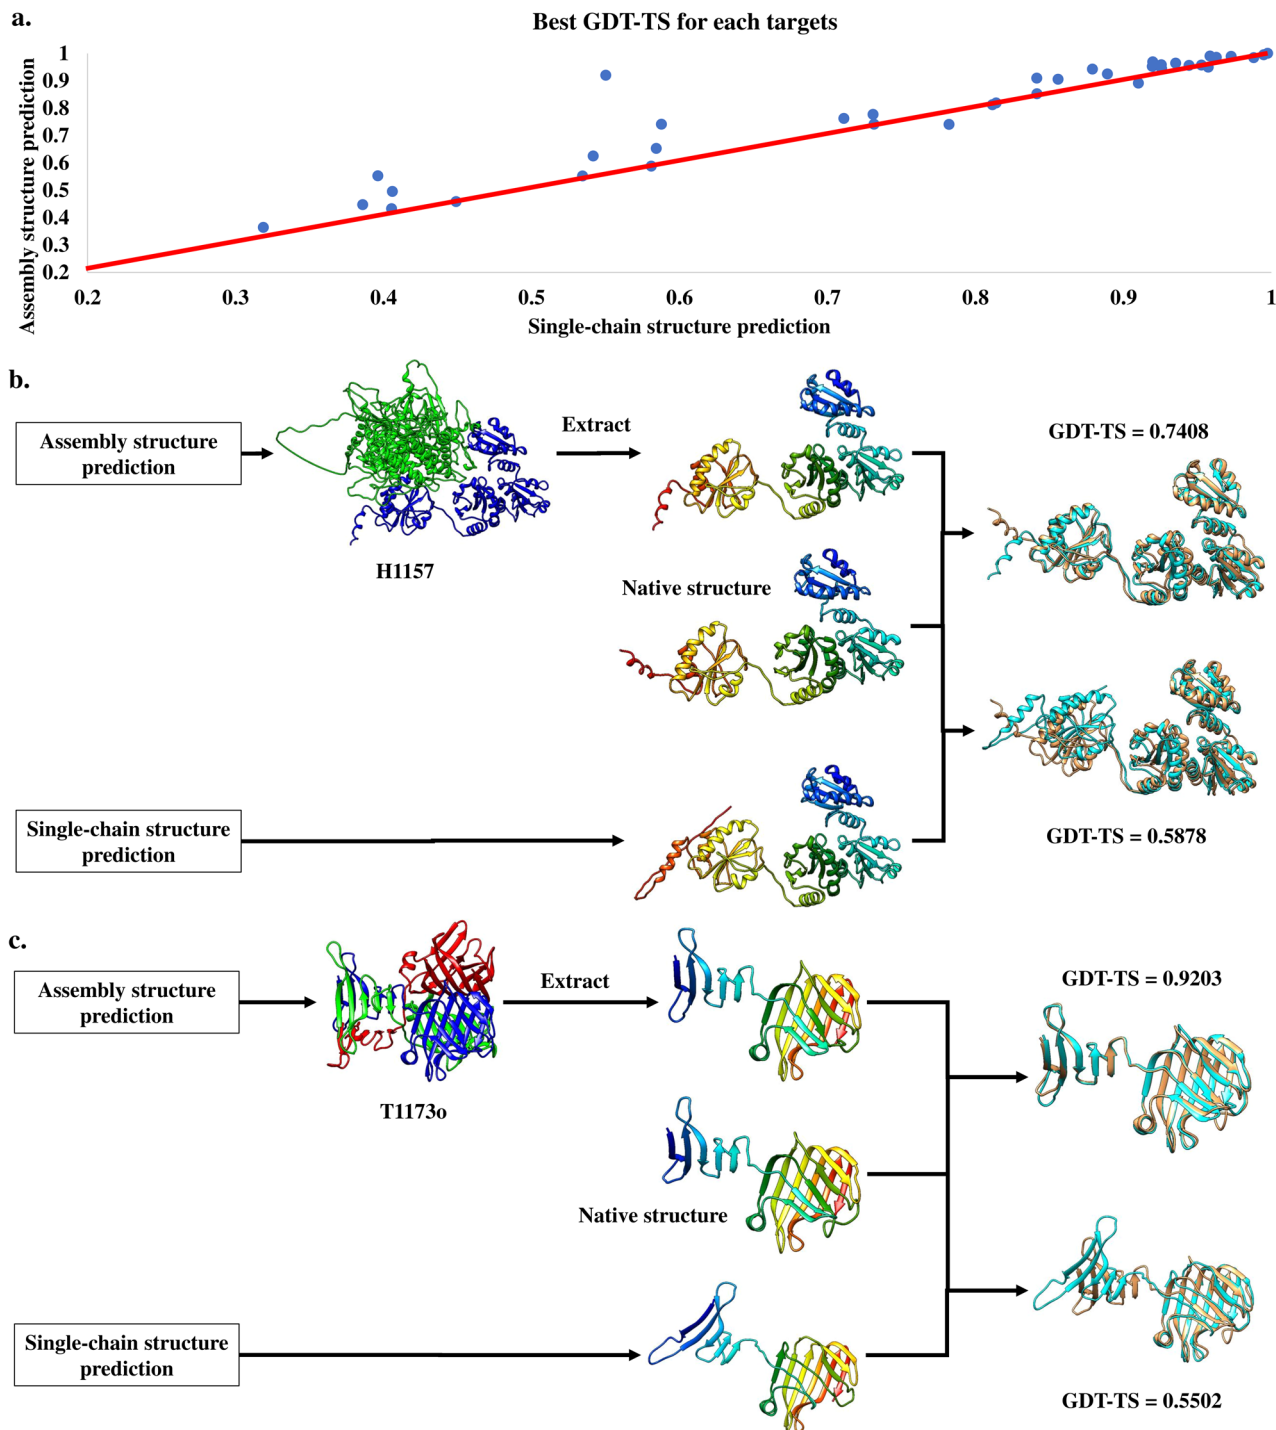 a.
Best GDT-TS for each targets
Assembly structure prediction
1
0.9
0.8
0.7
0.6
0.5
0.4
0.3
0.2
0.2 0.3 0.4 0.5 0.6 0.7 0.8 0.9 1
Single-chain structure prediction
b.
Assembly structure
prediction
H1157
Extract
GDT-TS = 0.7408
Native structure
Single-chain structure
prediction
GDT-TS = 0.5878
c.
Assembly structure
prediction
T1173o
Extract
GDT-TS = 0.9203
Native structure
Single-chain structure
prediction
GDT-TS = 0.5502